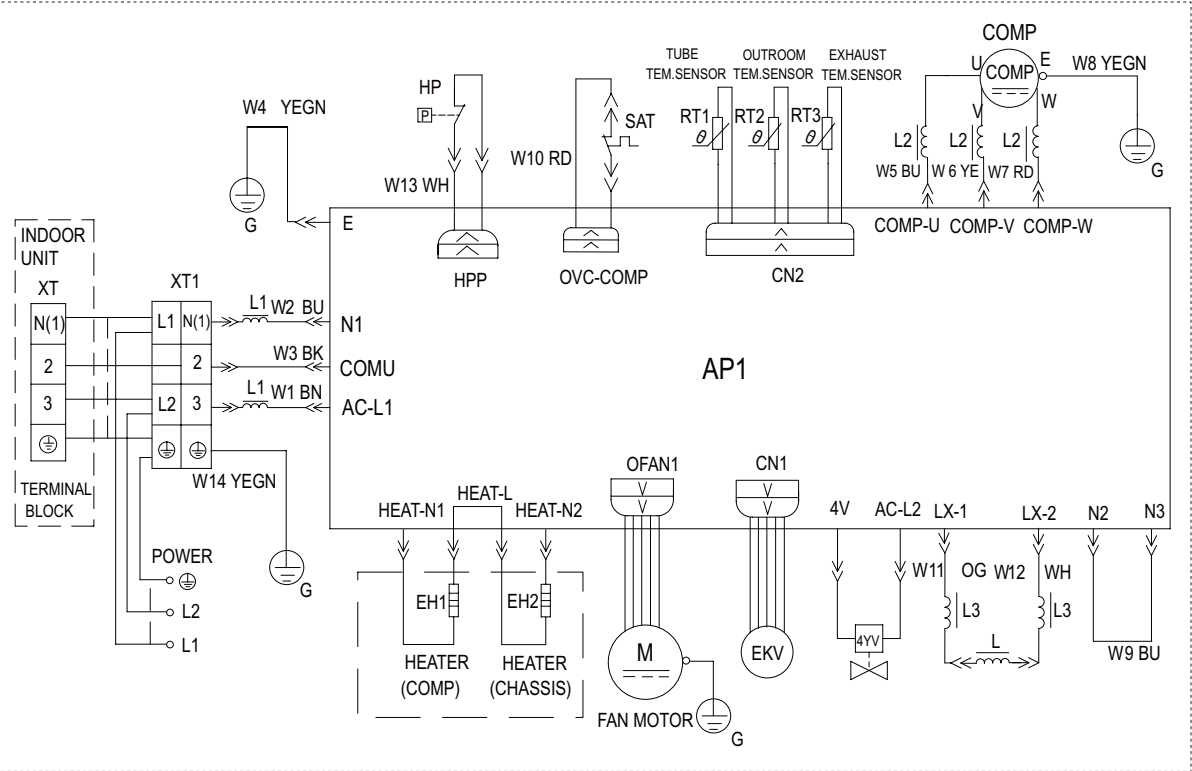 COMP
TUBE
TEM.SENSOR
OUTROOM
TEM.SENSOR
EXHAUST
TEM.SENSOR
U
COMP
E
W8 YEGN
V
W
HP
P
W4 YEGN
SAT
RT1
θ
RT2
θ
RT3
θ
L2
L2
L2
W10 RD
W5 BU
W 6 YE
W7 RD
G
W13 WH
G
E
COMP-U
COMP-V
COMP-W
INDOOR
UNIT
HPP
OVC-COMP
CN2
XT
XT1
N(1)
L1
N(1)
L1
W2 BU
N1
2
2
W3 BK
COMU
AP1
3
L2
3
L1
W1 BN
AC-L1
W14 YEGN
TERMINAL
BLOCK
OFAN1
CN1
HEAT-N1
HEAT-L
HEAT-N2
4V
AC-L2
LX-1
LX-2
N2
N3
POWER
L2
L1
G
EH1
EH2
W11
OG
W12
WH
L3
L3
HEATER
(COMP)
HEATER
(CHASSIS)
M
EKV
4YV
L
W9 BU
FAN MOTOR
G